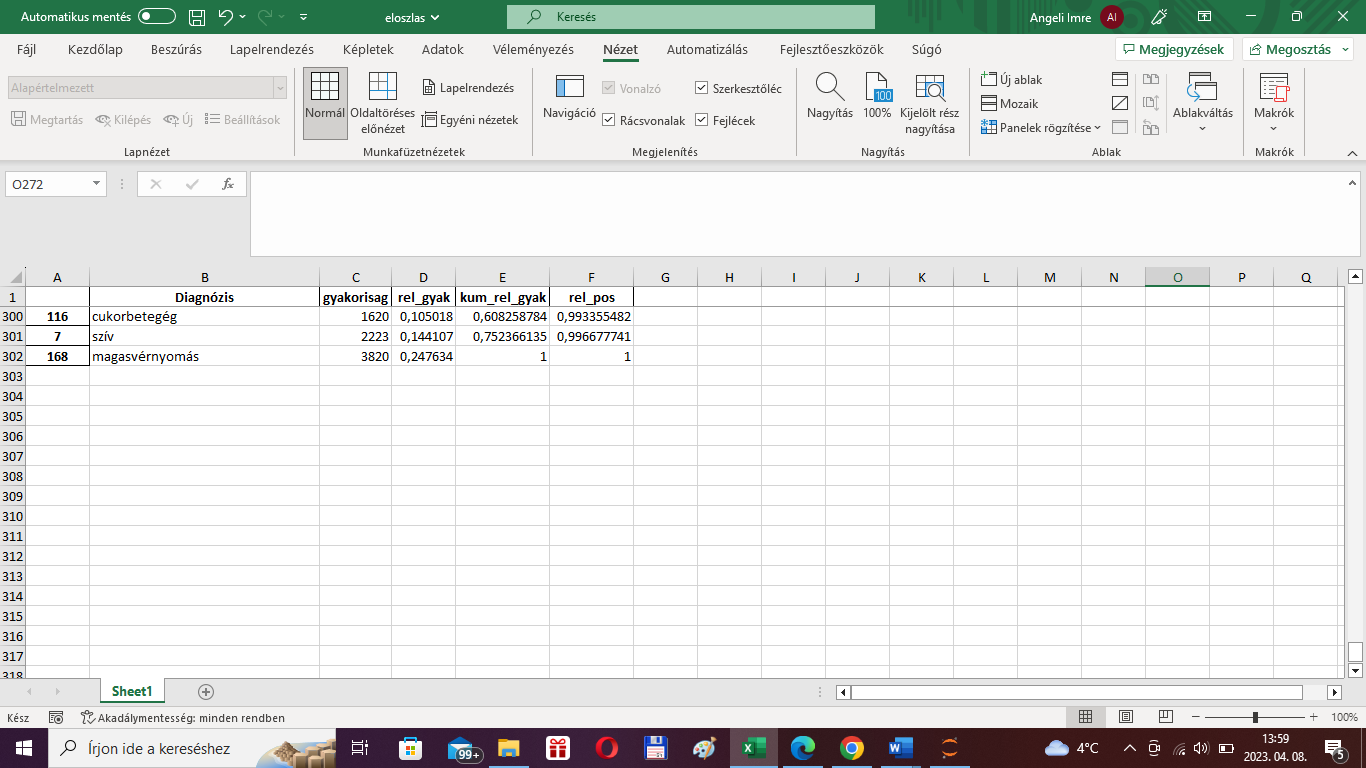 Automatikus mentés
eloszlas
Keresés
Angeli Imre
AI
Fájl Kezdőlap Beszúrás Lapelrendezés Képletek Adatok Véleményezés Nézet Automatizálás Fejlesztőeszközök Súgó
Megjegyzések
Megosztás
Alapértelmezett
Megtartás Kilépés Új Beállítások
Lapnézet
Normál
Oldaltöréses
előnézet
Lapelrendezés
Egyéni nézetek
Munkafüzetnézetek
Navigáció
Vonalzó
Szerkesztőléc
Rácsvonalak
Fejlécek
Megjelenítés
Nagyítás
100
100%
Kijelölt rész
nagyítása
Nagyítás
Új ablak
Mozaik
Panelek rögzítése
Ablakváltás
Ablak
Makrók
Makrók
O272
fx
A B C D E F G H I J K L M N O P Q
1 Diagnózis gyakorisag rel_gyak kum_rel_gyak rel_pos
300 116 cukorbetegég 1620 0,105018 0,608258784 0,993355482
301 7 szív 2223 0,144107 0,752366135 0,996677741
302 168 magasvérnyomás 3820 0,247634 1 1
303
304
305
306
307
308
309
310
311
312
313
314
315
316
317
318
Sheet1
Kész
Akadálymentesség: minden rendben
100%
Írjon ide a kereséshez
99+
4°C
13:59
2023. 04. 08.
5